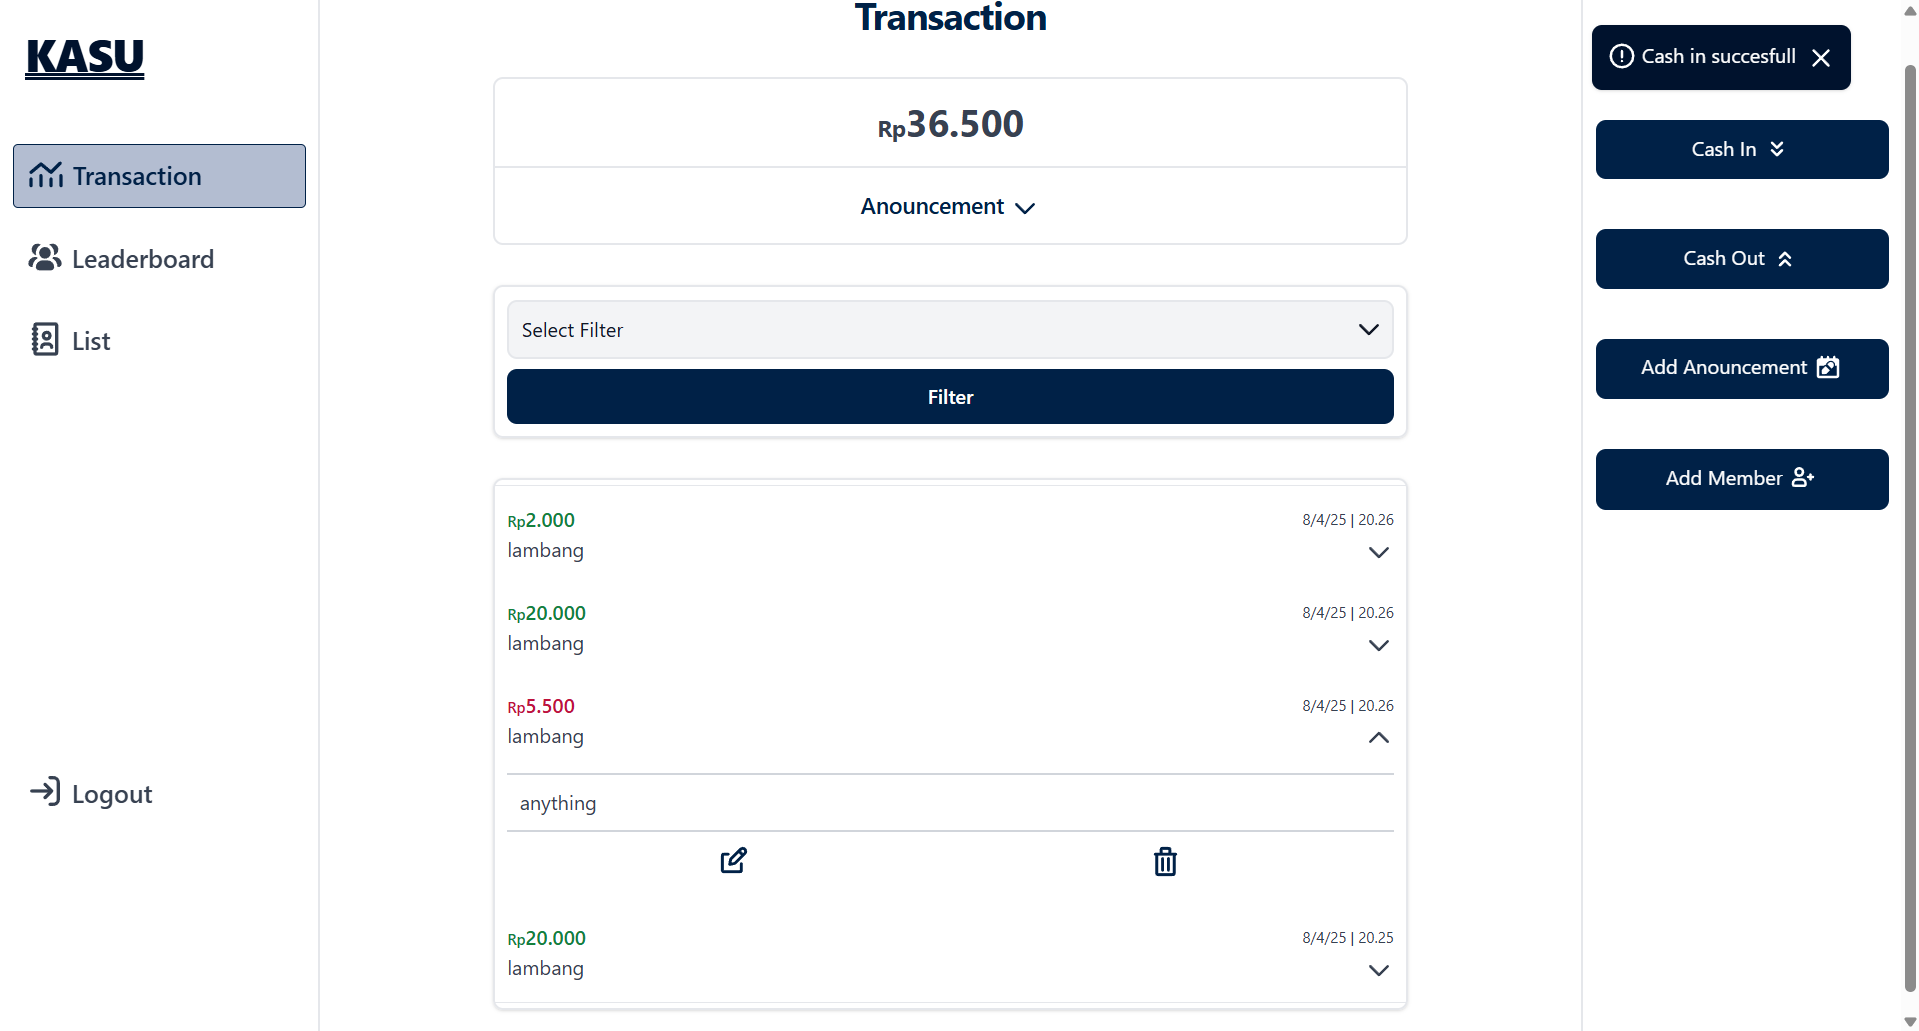 KASU
Transaction
Leaderboard
List
Logout
Transaction
Rp36.500
Anouncement
Select Filter
Filter
Rp2.000
8/4/25 | 20.26
lambang
Rp20.000
8/4/25 | 20.26
lambang
Rp5.500
8/4/25 | 20.26
lambang
anything
Rp20.000
8/4/25 | 20.25
lambang
Cash in succesfull
Cash In
Cash Out
Add Anouncement
Add Member